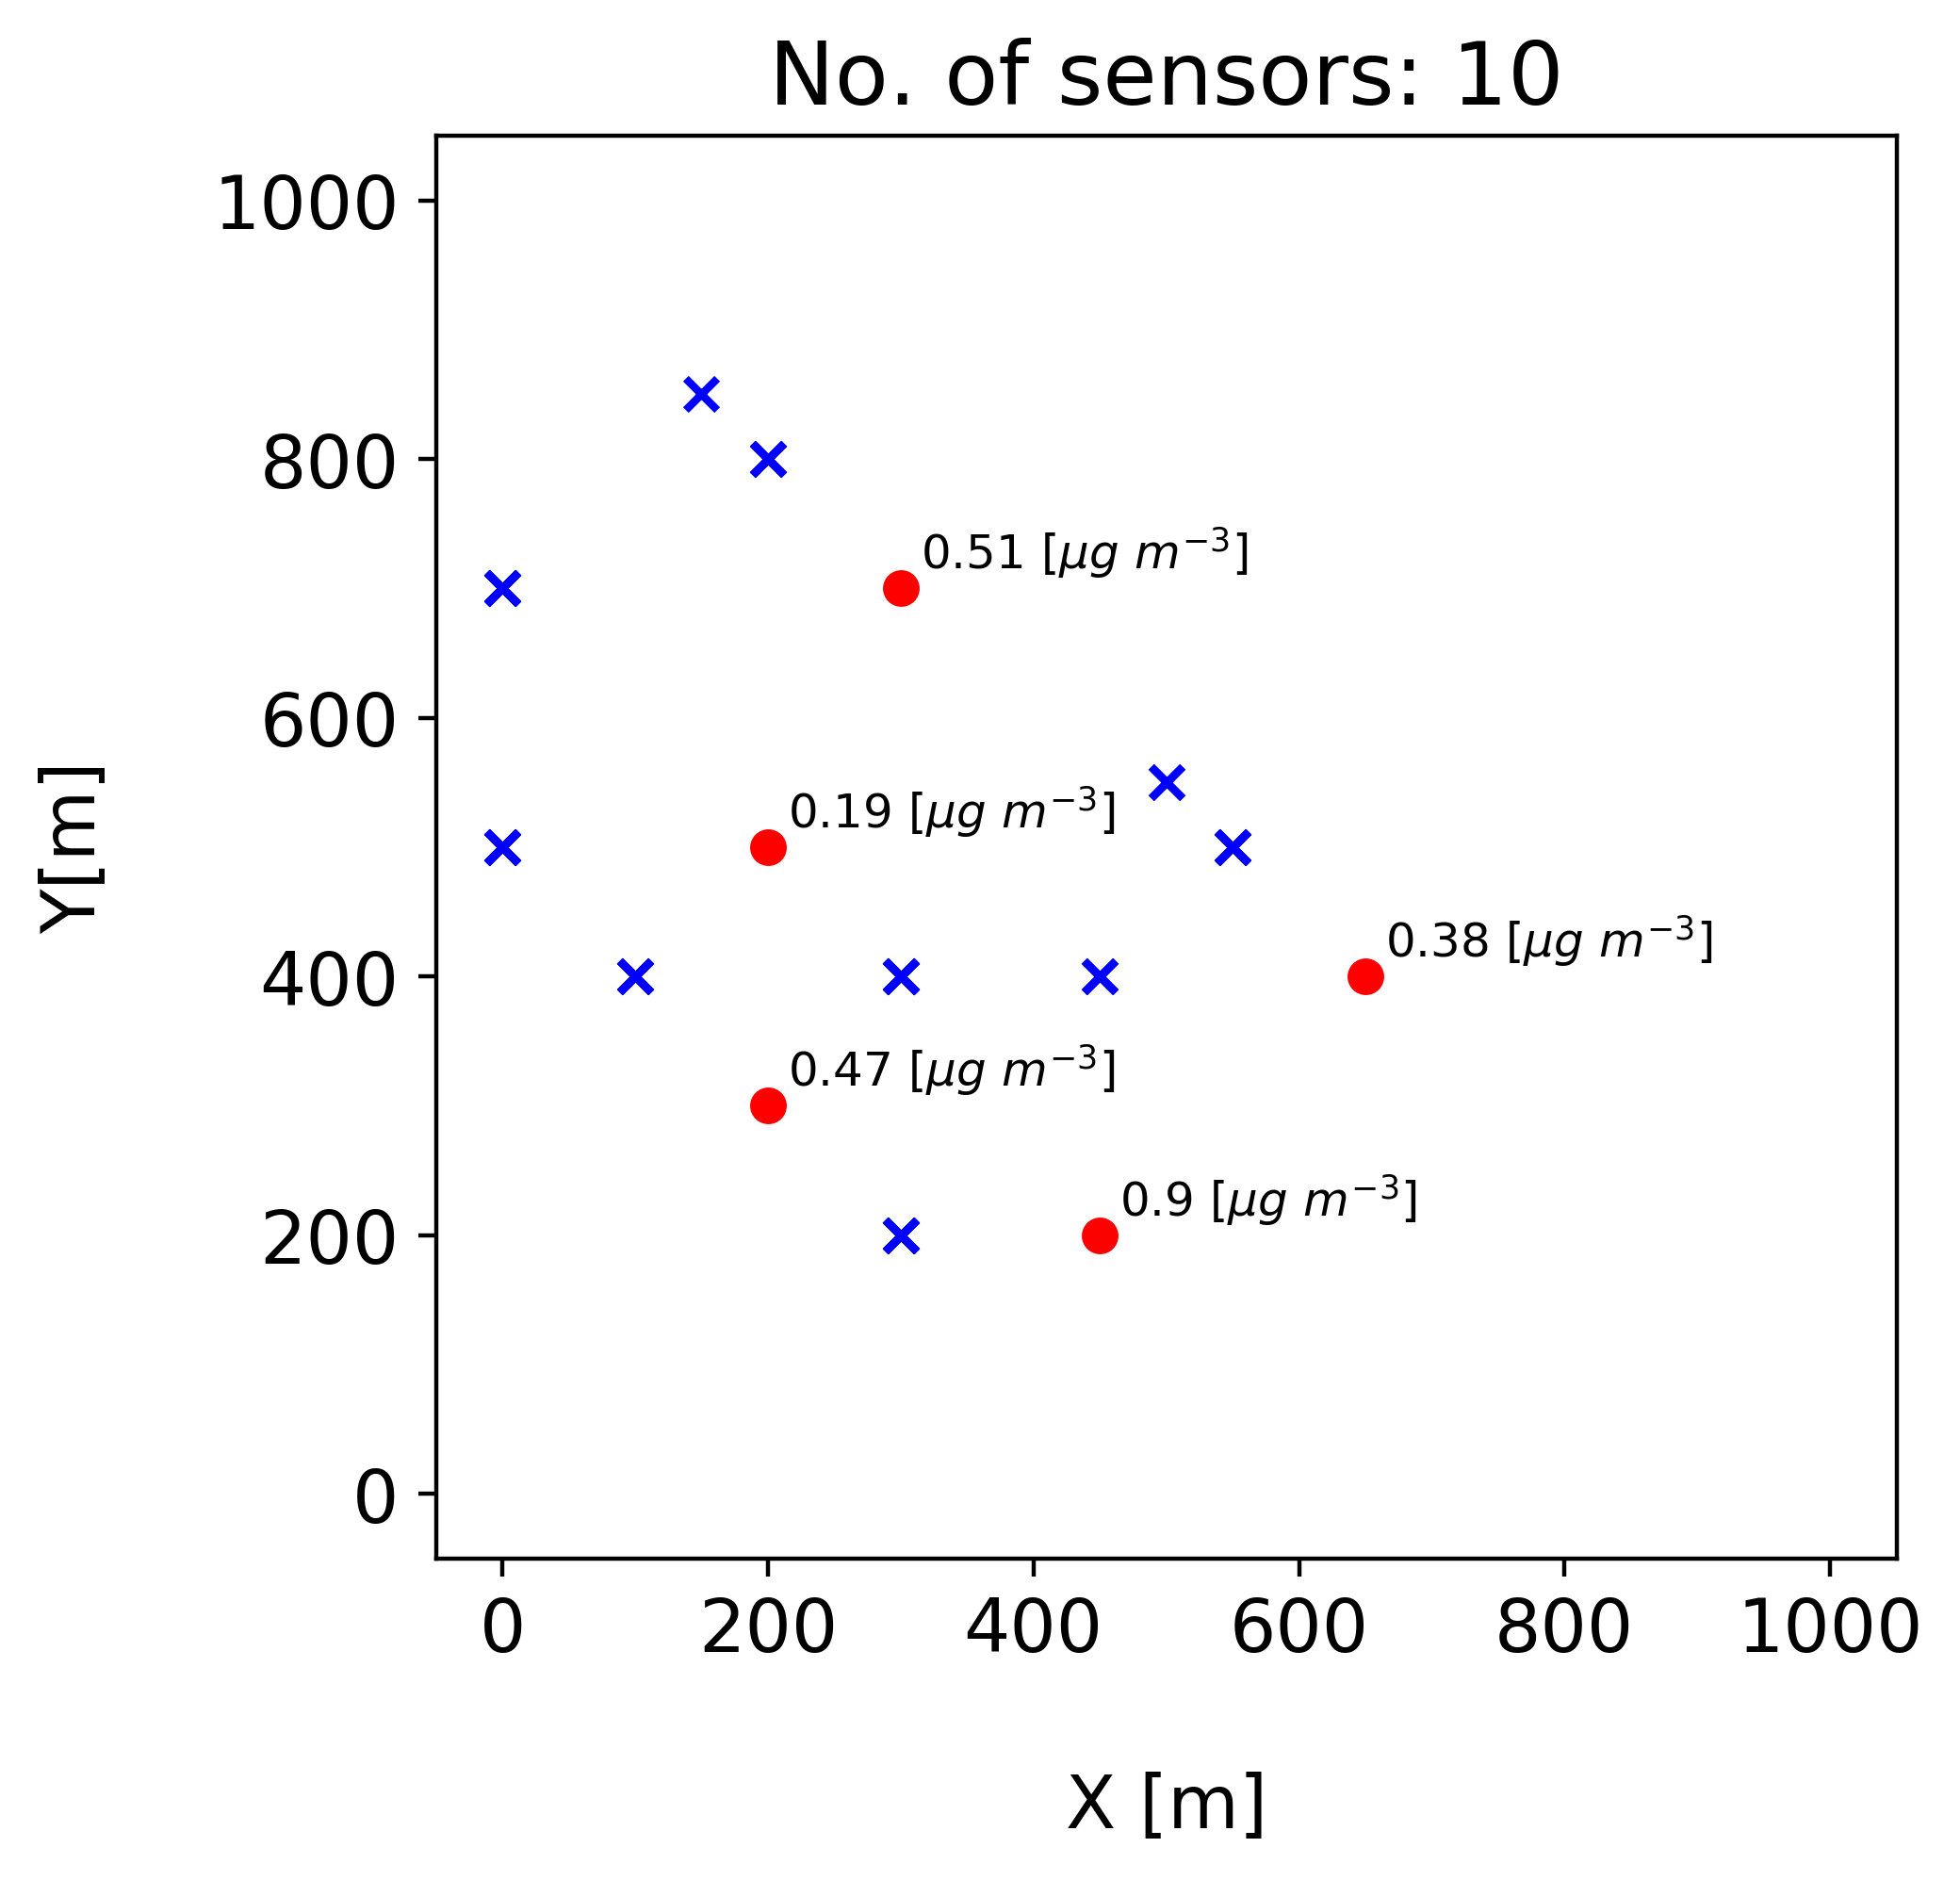 No. of sensors: 10
1000
800
600
400
200
0
Y[m]
0.51 [μg m⁻³]
0.19 [μg m⁻³]
0.38 [μg m⁻³]
0.47 [μg m⁻³]
0.9 [μg m⁻³]
0 200 400 600 800 1000
X [m]